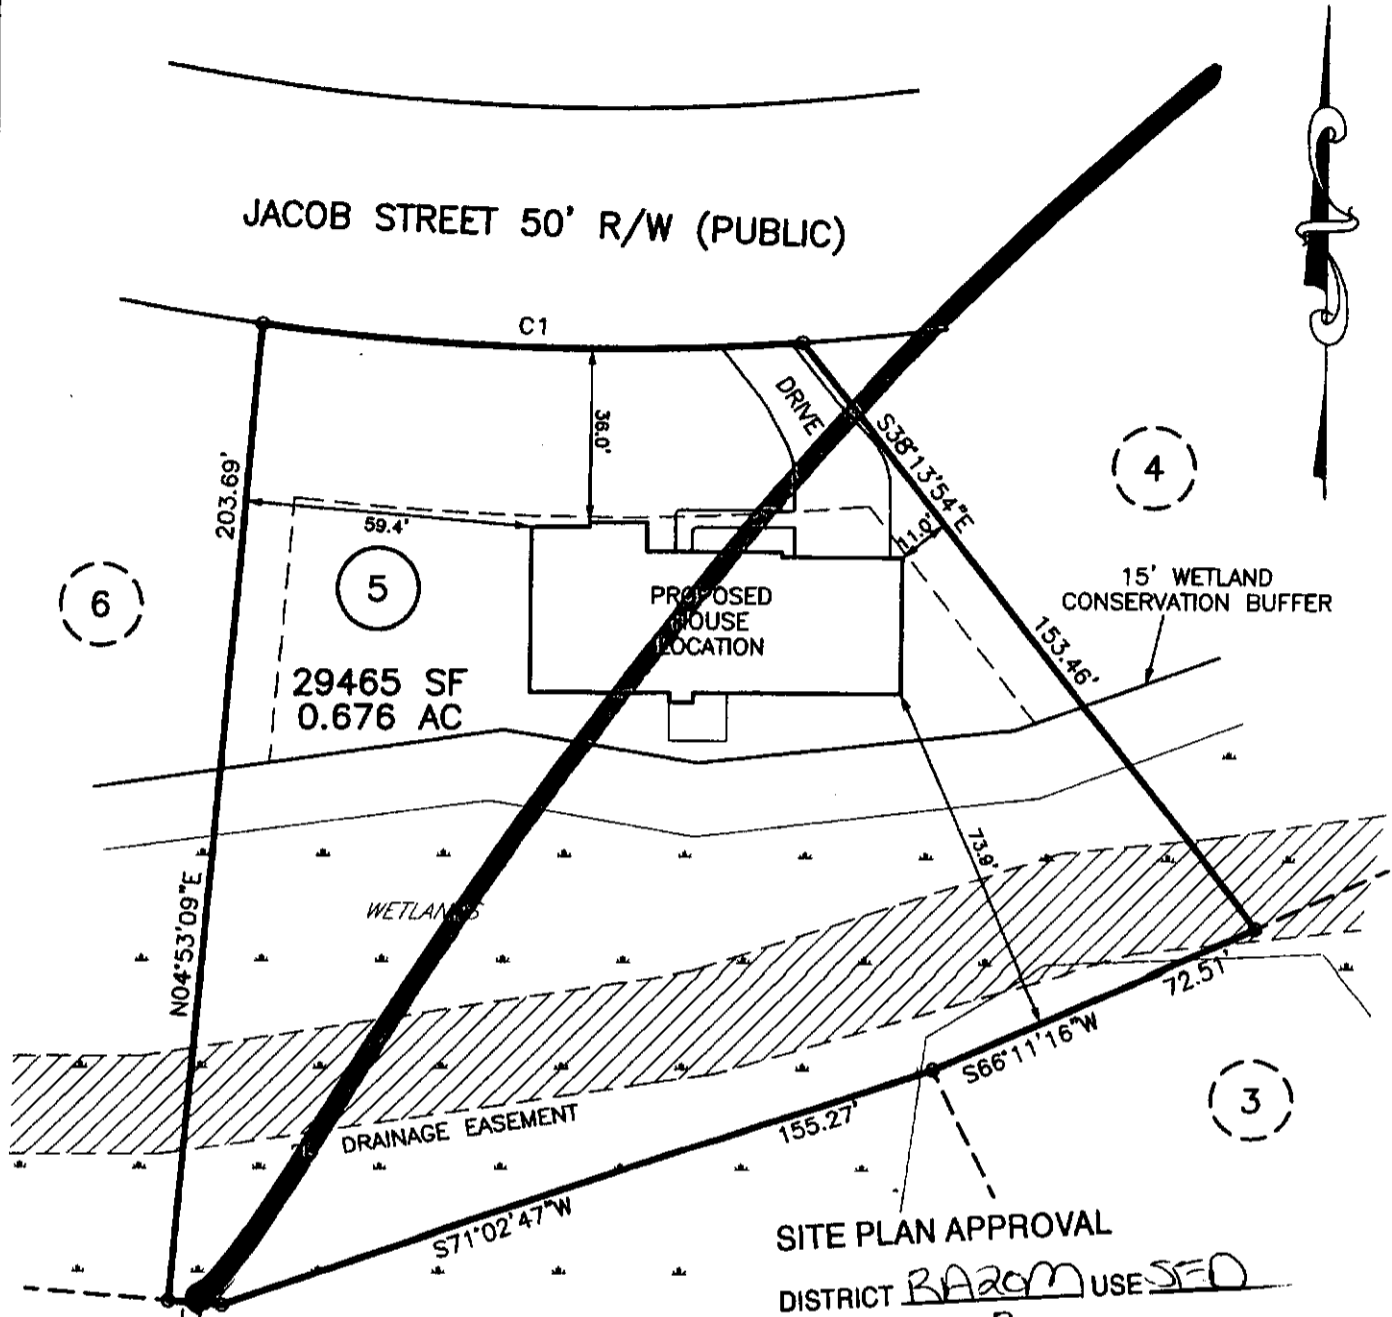 JACOB STREET 50' R/W (PUBLIC)
C1
DRIVE
36.0'
S38°13'54"E
203.69'
59.4'
11.0'
4
5
6
15' WETLAND
CONSERVATION BUFFER
PROPOSED
HOUSE
LOCATION
153.46'
29465 SF
0.676 AC
73.9'
WETLANDS
N04°53'09"E
72.51'
S66°11'16"W
3
DRAINAGE EASEMENT
155.27'
S71°02'47"W
SITE PLAN APPROVAL
DISTRICT RA20M USE SFD